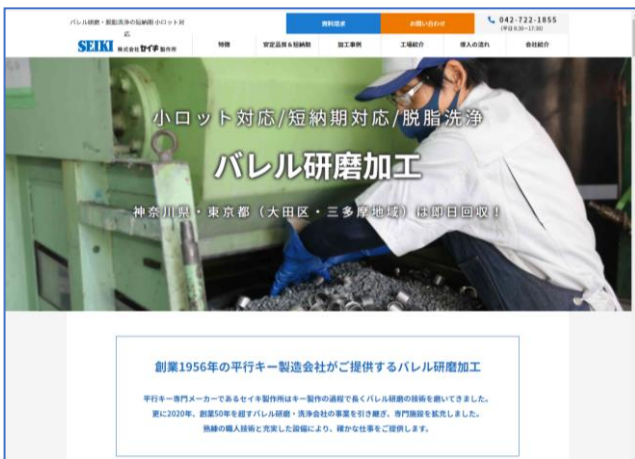 バレル研磨・脱脂洗浄の短納期 小ロット対
応
資料請求
お問い合わせ
042-722-1855
(平日 8:30~17:30)
SEIKI 株式会社セイキ製作所
特徴
安定品質&短納期
加工事例
工場紹介
導入の流れ
会社紹介
小ロット対応/短納期対応/脱脂洗浄
バレル研磨加工
神奈川県・東京都(大田区・三多摩地域)は即日回収!
創業1956年の平行キー製造会社がご提供するバレル研磨加工
平行キー専門メーカーであるセイキ製作所はキー製作の過程で長くバレル研磨の技術を磨いてきました。
更に2020年、創業50年を超すバレル研磨・洗浄会社の事業を引き継ぎ、専門施設を拡充しました。
熟練の職人技術と充実した設備により、確かな仕事をご提供します。